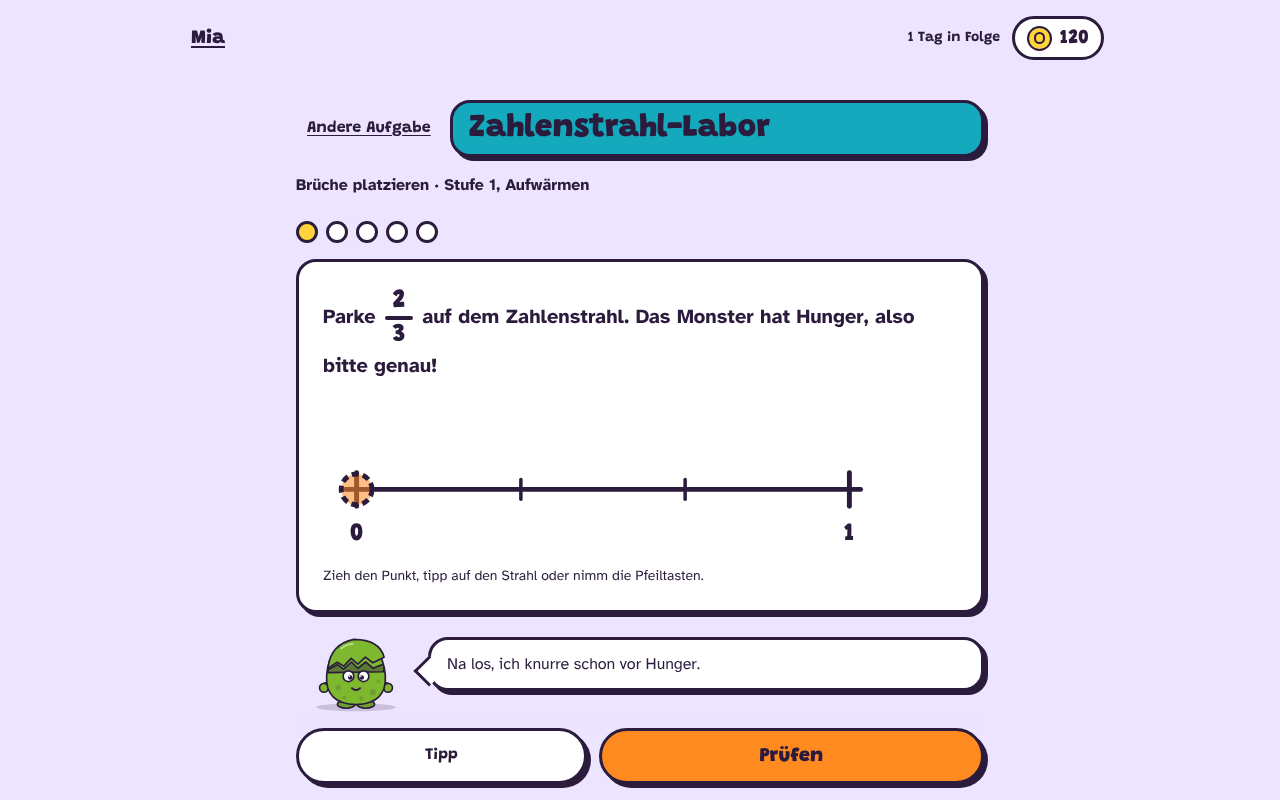 Mia
1 Tag in Folge
120
Andere Aufgabe
Zahlenstrahl-Labor
Brüche platzieren · Stufe 1, Aufwärmen
Parke 2/3 auf dem Zahlenstrahl. Das Monster hat Hunger, also
bitte genau!
0 1
Zieh den Punkt, tipp auf den Strahl oder nimm die Pfeiltasten.
Na los, ich knurre schon vor Hunger.
Tipp
Prüfen